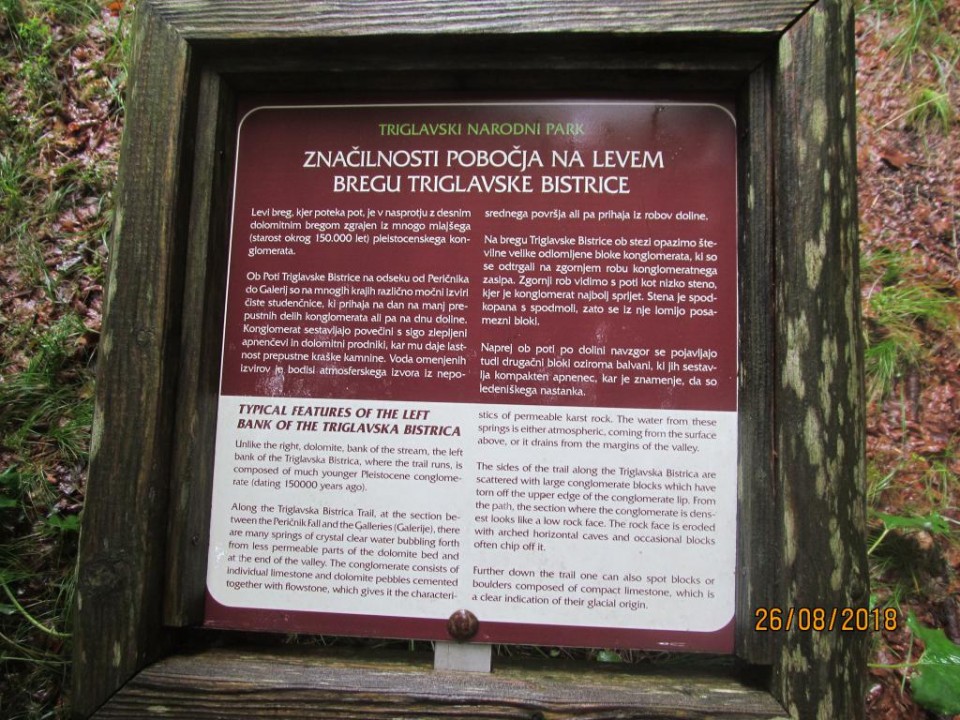 TRIGLAVSKI NARODNI PARK
ZNAČILNOSTI POBOČJA NA LEVEM
BREGU TRIGLAVSKE BISTRICE
Levi breg, kjer poteka pot, je v nasprotju z desnim
dolomitnim bregom zgrajen iz mnogo mlajšega
(starost okrog 150.000 let) pleistocenskega kon-
glomerata.
Ob Poti Triglavske Bistrice na odseku od Peričnika
do Galerij so na mnogih krajih različno močni izviri
čiste studenčnice, ki prihaja na dan na manj pre-
pustnih delih konglomerata ali pa na dnu doline.
Konglomerat sestavljajo povečini s sigo zlepljeni
apnenčevi in dolomitni prodniki, kar mu daje last-
nost prepustne kraške kamnine. Voda omenjenih
izvirov je bodisi atmosferskega izvora iz nepo-
srednega površja ali pa prihaja iz robov doline.
Na bregu Triglavske Bistrice ob stezi opazimo šte-
vilne velike odlomljene bloke konglomerata, ki so
se odtrgali na zgornjem robu konglomeratnega
zasipa. Zgornji rob vidimo s poti kot nizko steno,
kjer je konglomerat najbolj sprijet. Stena je spod-
kopana s spodmoli, zato se iz nje lomijo posa-
mezni bloki.
Naprej ob poti po dolini navzgor se pojavljajo
tudi drugačni bloki oziroma balvani, ki jih sestav-
lja kompakten apnenec, kar je znamenje, da so
ledeniškega nastanka.
TYPICAL FEATURES OF THE LEFT
BANK OF THE TRIGLAVSKA BISTRICA
Unlike the right, dolomite, bank of the stream, the left
bank of the Triglavska Bistrica, where the trail runs, is
composed of much younger Pleistocene conglome-
rate (dating 150000 years ago).
Along the Triglavska Bistrica Trail, at the section be-
tween the Peričnik Fall and the Galleries (Galerije), there
are many springs of crystal clear water bubbling forth
from less permeable parts of the dolomite bed and
at the end of the valley. The conglomerate consists of
individual limestone and dolomite pebbles cemented
together with flowstone, which gives it the characteri-
stics of permeable karst rock. The water from these
springs is either atmospheric, coming from the surface
above, or it drains from the margins of the valley.
The sides of the trail along the Triglavska Bistrica are
scattered with large conglomerate blocks which have
torn off the upper edge of the conglomerate lip. From
the path, the section where the conglomerate is dens-
est looks like a low rock face. The rock face is eroded
with arched horizontal caves and occasional blocks
often chip off it.
Further down the trail one can also spot blocks or
boulders composed of compact limestone, which is
a clear indication of their glacial origin.
26/08/2018